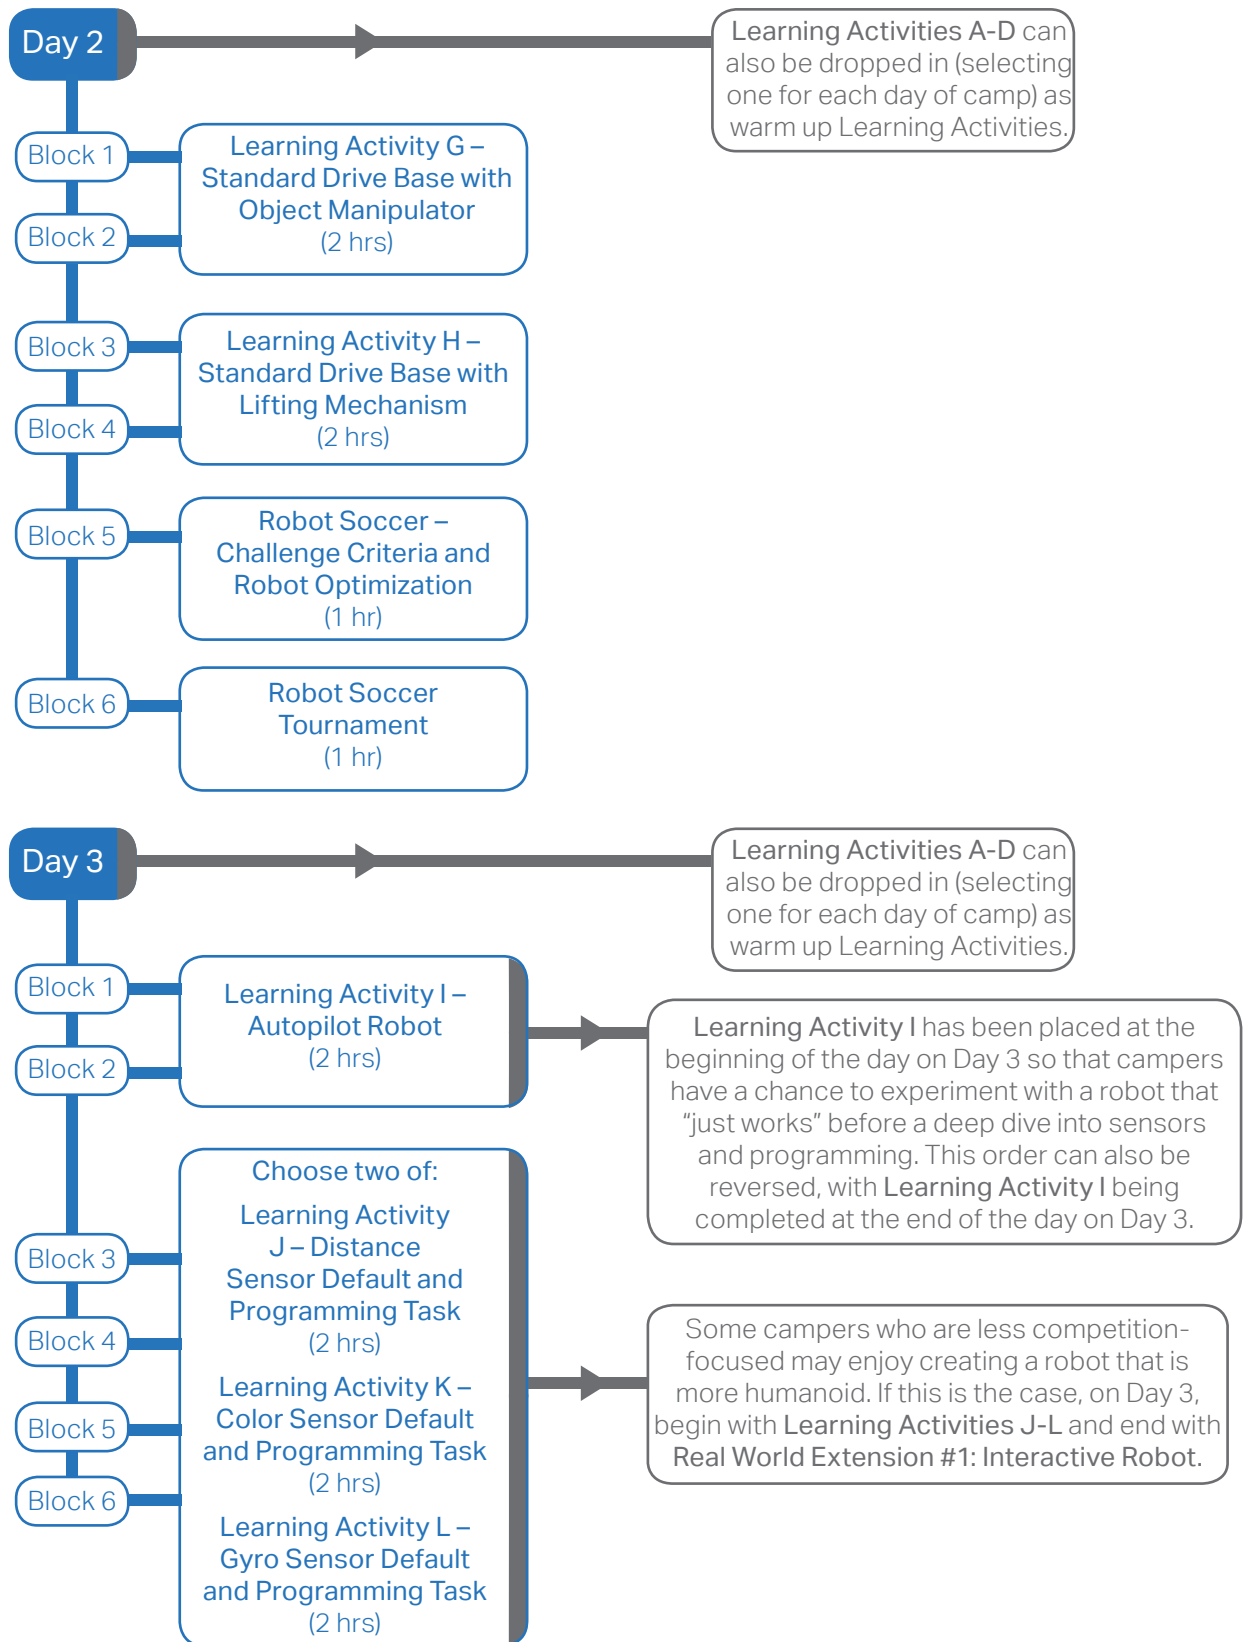 Day 2
Learning Activities A-D can
also be dropped in (selecting
one for each day of camp) as
warm up Learning Activities.
Block 1
Learning Activity G –
Standard Drive Base with
Object Manipulator
(2 hrs)
Block 2
Block 3
Learning Activity H –
Standard Drive Base with
Lifting Mechanism
(2 hrs)
Block 4
Block 5
Robot Soccer –
Challenge Criteria and
Robot Optimization
(1 hr)
Block 6
Robot Soccer
Tournament
(1 hr)
Day 3
Learning Activities A-D can
also be dropped in (selecting
one for each day of camp) as
warm up Learning Activities.
Block 1
Learning Activity I –
Autopilot Robot
(2 hrs)
Block 2
Learning Activity I has been placed at the
beginning of the day on Day 3 so that campers
have a chance to experiment with a robot that
“just works” before a deep dive into sensors
and programming. This order can also be
reversed, with Learning Activity I being
completed at the end of the day on Day 3.
Block 3
Block 4
Block 5
Block 6
Choose two of:
Learning Activity
J – Distance
Sensor Default and
Programming Task
(2 hrs)
Learning Activity K –
Color Sensor Default
and Programming Task
(2 hrs)
Learning Activity L –
Gyro Sensor Default
and Programming Task
(2 hrs)
Some campers who are less competition-
focused may enjoy creating a robot that is
more humanoid. If this is the case, on Day 3,
begin with Learning Activities J-L and end with
Real World Extension #1: Interactive Robot.